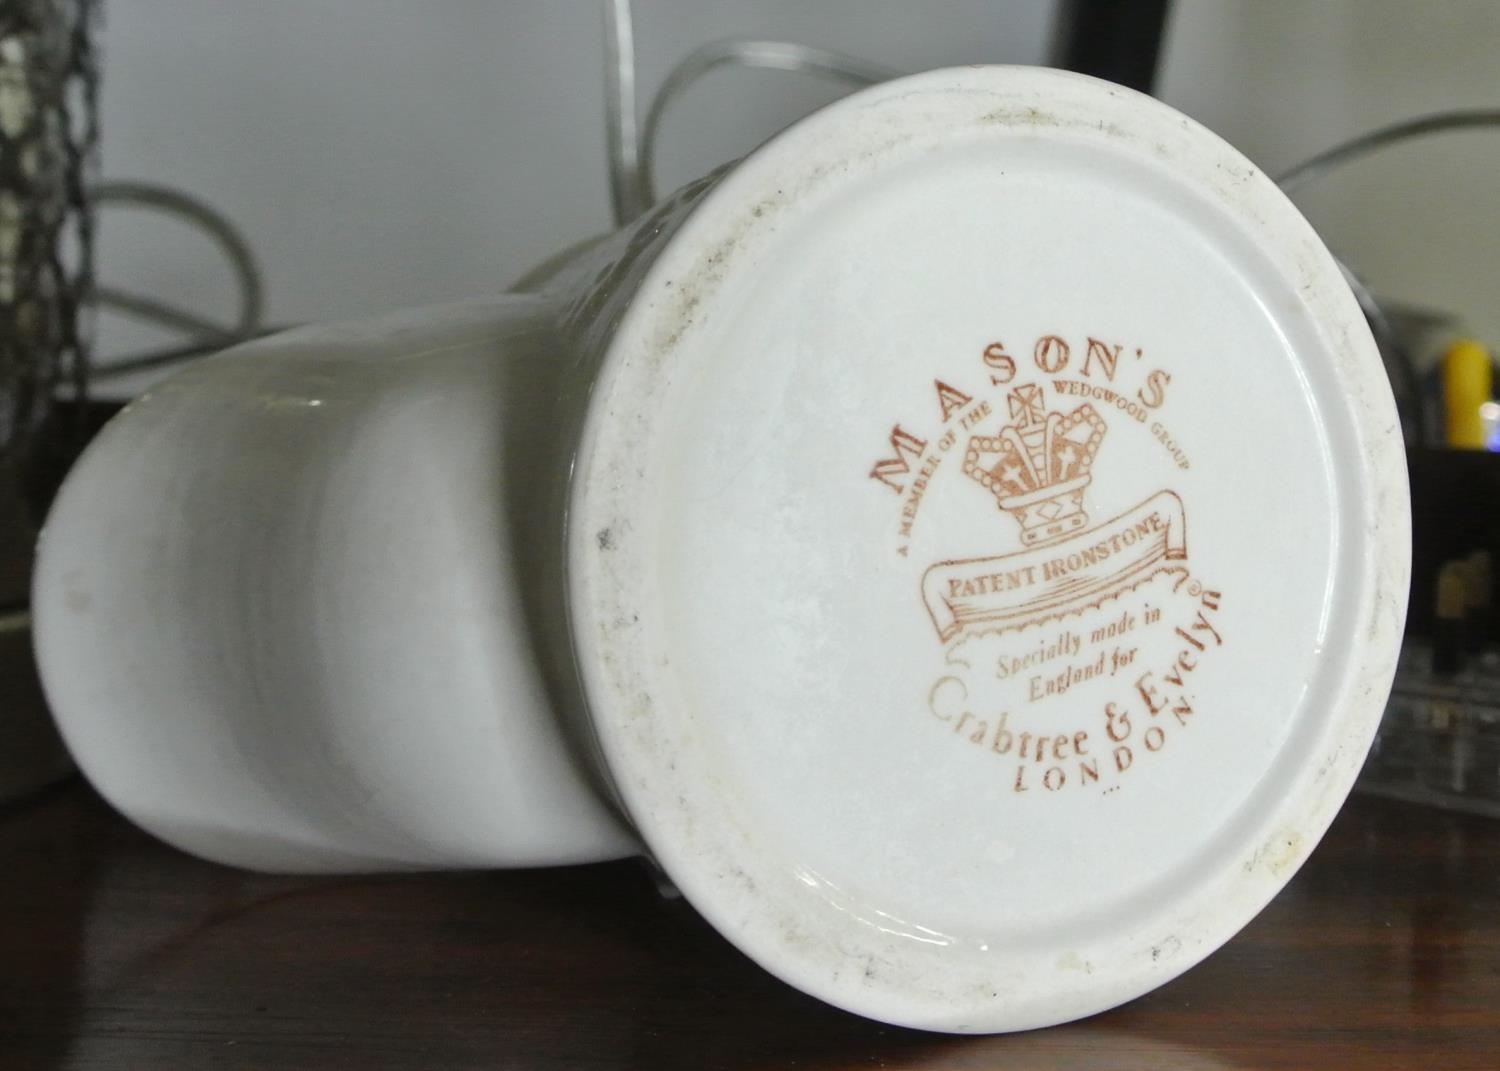 MASON'S
A MEMBER OF THE WEDGWOOD GROUP
PATENT IRONSTONE
Specially made in
England for
©
Crabtree & Evelyn
LONDON.